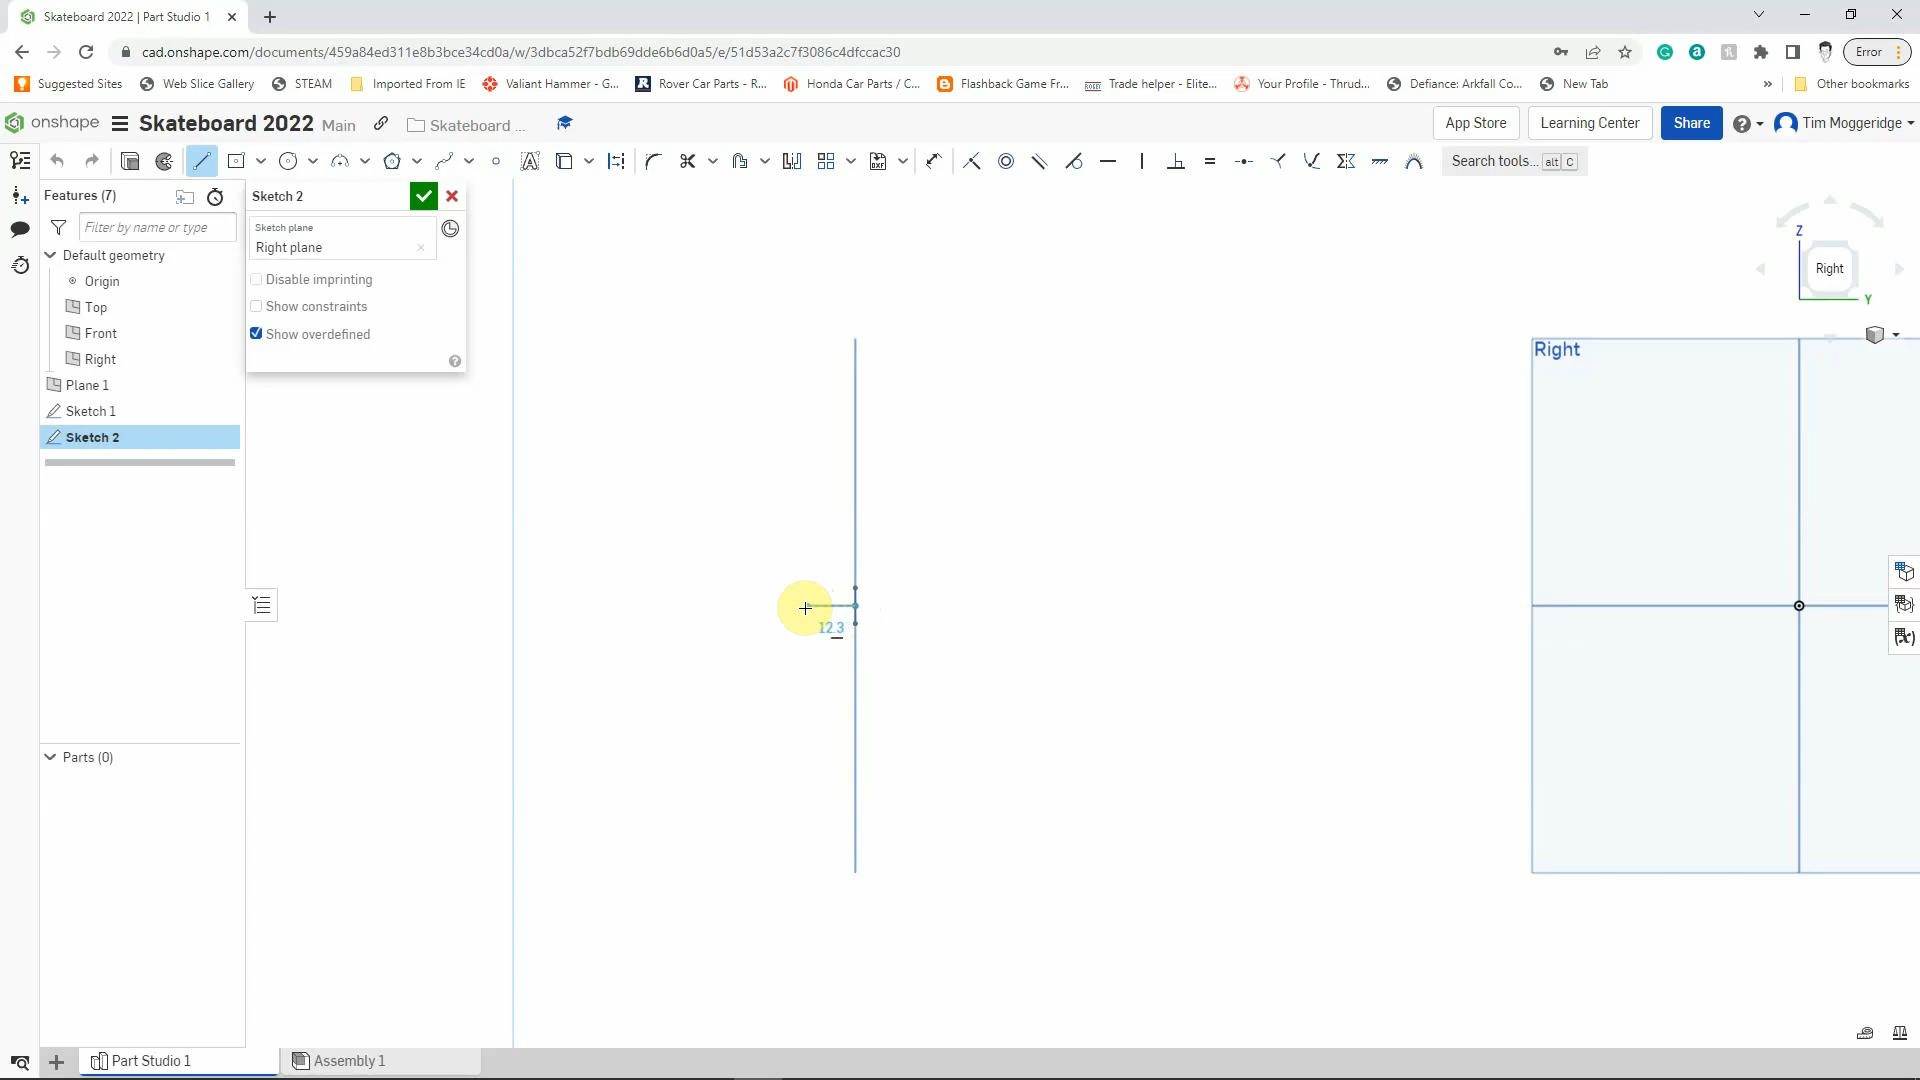 Skateboard 2022 | Part Studio 1
cad.onshape.com/documents/459a84ed311e8b3bce34cd0a/w/3dbca52f7bdb69dde6b6d0a5/e/51d53a2c7f3086c4dfccac30
Error
Suggested Sites
Web Slice Gallery
STEAM
Imported From IE
Valiant Hammer - G...
Rover Car Parts - R...
Honda Car Parts / C...
Flashback Game Fr...
Trade helper - Elite...
Your Profile - Thrud...
Defiance: Arkfall Co...
New Tab
Other bookmarks
onshape
Skateboard 2022
Main
Skateboard ...
App Store
Learning Center
Share
Tim Moggeridge
Search tools... alt C
Features (7)
Filter by name or type
Default geometry
Origin
Top
Front
Right
Plane 1
Sketch 1
Sketch 2
Parts (0)
Sketch 2
Sketch plane
Right plane
Disable imprinting
Show constraints
Show overdefined
12.3
Right
Z
Right
Y
Part Studio 1
Assembly 1